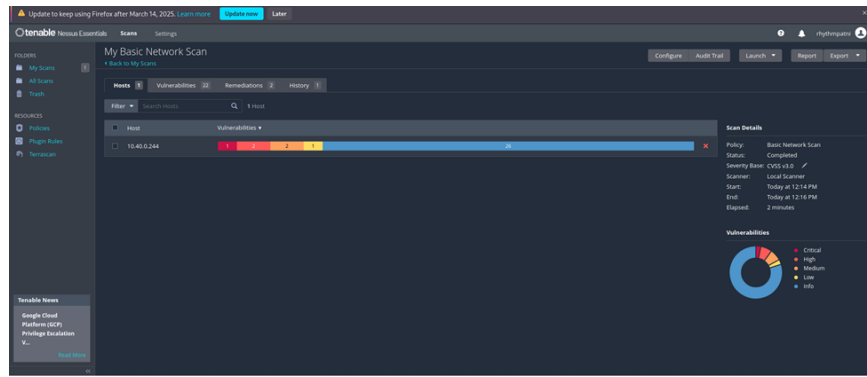 Update to keep using Firefox after March 14, 2025. Learn more Update now Later
tenable Nessus Essentials Scans Settings rhythmpatni
FOLDERS
My Scans 1
All Scans
Trash
RESOURCES
Policies
Plugin Rules
Terrascan
Tenable News
Google Cloud
Platform (GCP)
Privilege Escalation
V...
Read More
My Basic Network Scan
Back to My Scans
Configure Audit Trail Launch Report Export
Hosts 1 Vulnerabilities 22 Remediations 2 History 1
Filter Search Hosts 1 Host
Host Vulnerabilities
10.40.0.244 1 2 2 1
Scan Details
Policy: Basic Network Scan
Status: Completed
Severity Base: CVSS v3.0
Scanner: Local Scanner
Start: Today at 12:14 PM
End: Today at 12:16 PM
Elapsed: 2 minutes
Vulnerabilities
Critical
High
Medium
Low
Info